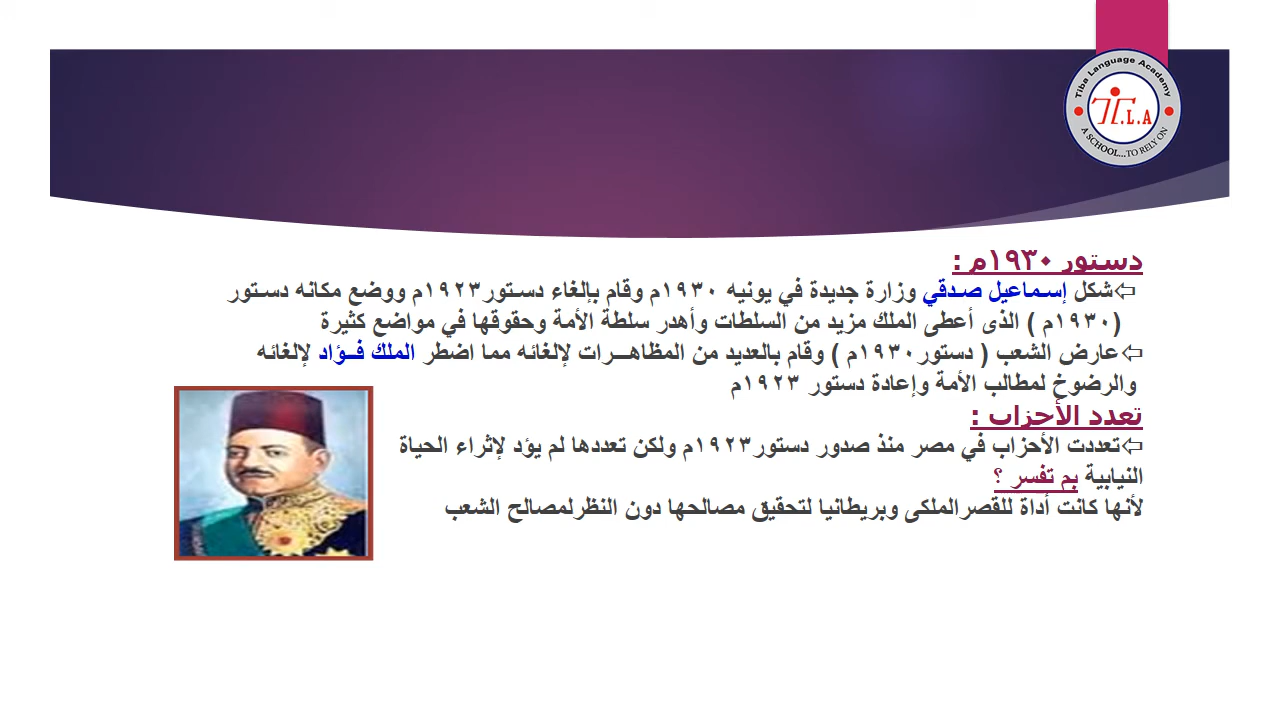 Tiba Language Academy
T.L.A
A SCHOOL...TO RELY ON
دستور ١٩٣٠م :
⇦شكل إسماعيل صدقي وزارة جديدة في يونيه ١٩٣٠م وقام بإلغاء دستور١٩٢٣م ووضع مكانه دستور
(١٩٣٠م ) الذى أعطى الملك مزيد من السلطات وأهدر سلطة الأمة وحقوقها في مواضع كثيرة
⇦عارض الشعب ( دستور١٩٣٠م ) وقام بالعديد من المظاهرات لإلغائه مما اضطر الملك فؤاد لإلغائه
والرضوخ لمطالب الأمة وإعادة دستور ١٩٢٣م
تعدد الأحزاب :
⇦تعددت الأحزاب في مصر منذ صدور دستور١٩٢٣م ولكن تعددها لم يؤد لإثراء الحياة
النيابية بم تفسر ؟
لأنها كانت أداة للقصرالملكى وبريطانيا لتحقيق مصالحها دون النظرلمصالح الشعب